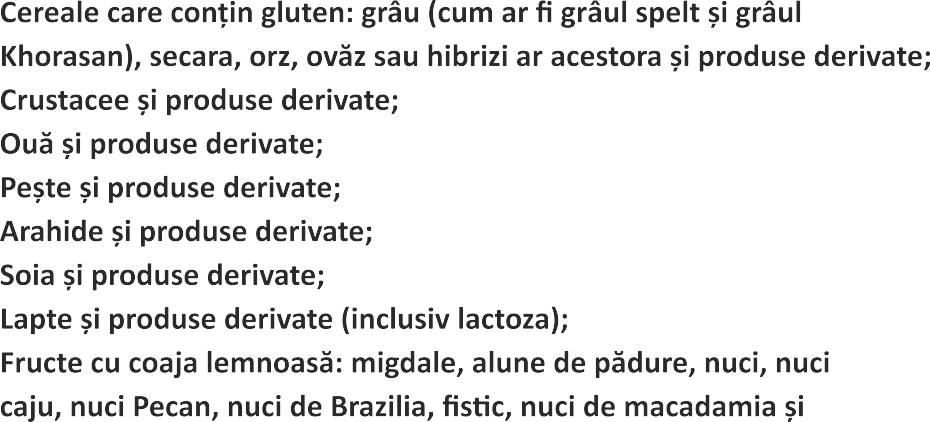 Cereale care conțin gluten: grâu (cum ar fi grâul spelt și grâul
Khorasan), secara, orz, ovăz sau hibrizi ar acestora și produse derivate;
Crustacee și produse derivate;
Ouă și produse derivate;
Pește și produse derivate;
Arahide și produse derivate;
Soia și produse derivate;
Lapte și produse derivate (inclusiv lactoza);
Fructe cu coaja lemnoasă: migdale, alune de pădure, nuci, nuci
caju, nuci Pecan, nuci de Brazilia, fistic, nuci de macadamia și